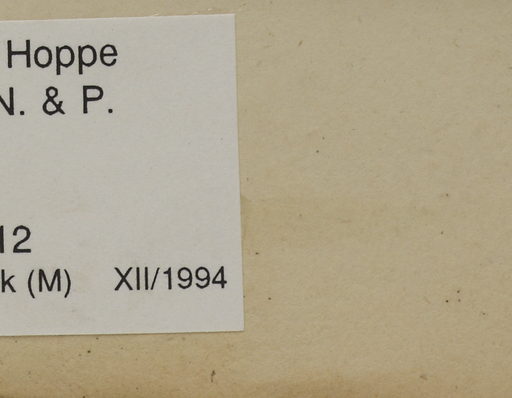 Hoppe
N. & P.
12
k (M) XII/1994